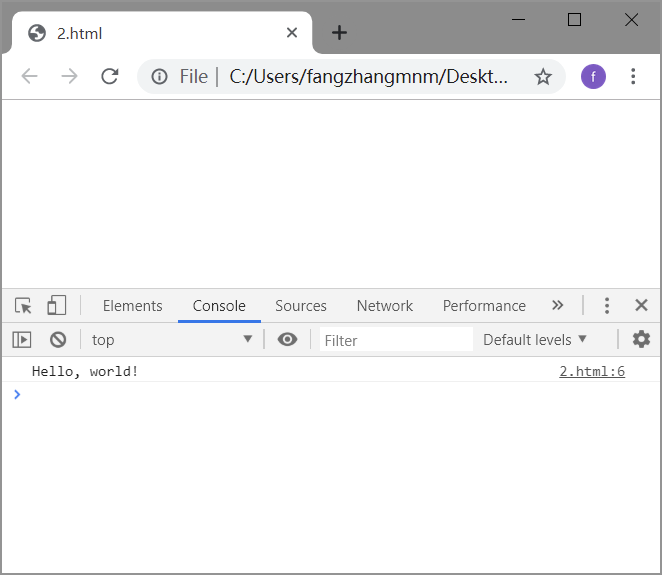 2.html
File | C:/Users/fangzhangmnm/Deskt...
f
Elements Console Sources Network Performance
top Filter Default levels
Hello, world! 2.html:6